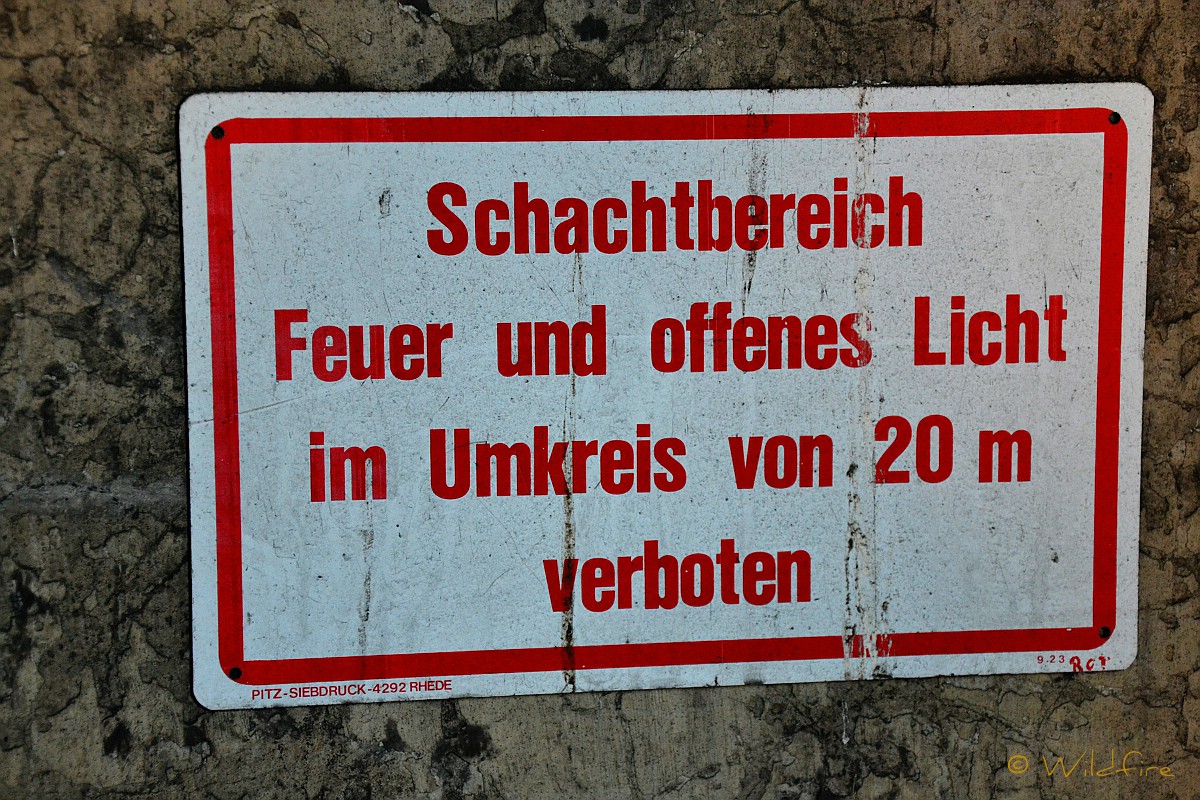 Schachtbereich
Feuer und offenes Licht
im Umkreis von 20 m
verboten
PITZ-SIEBDRUCK-4292 RHEDE
9.23
© Wildfire